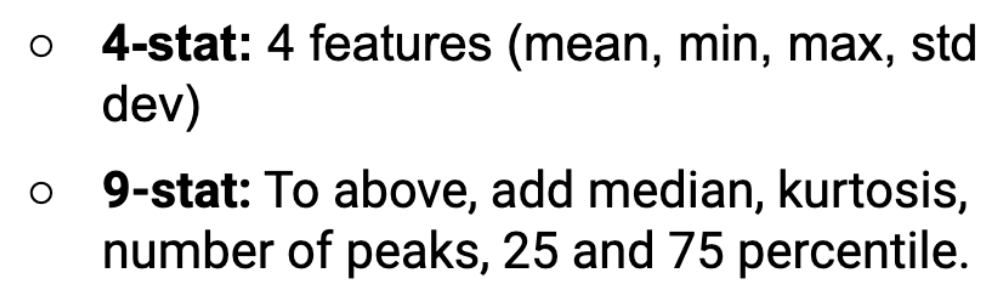 ○ 4-stat: 4 features (mean, min, max, std
dev)
○ 9-stat: To above, add median, kurtosis,
number of peaks, 25 and 75 percentile.